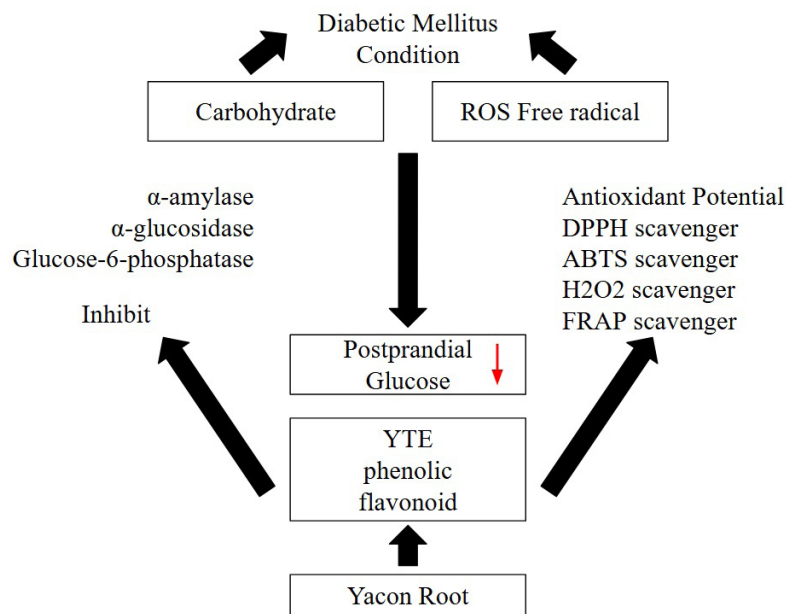 Diabetic Mellitus
Condition
Carbohydrate
ROS Free radical
α-amylase
α-glucosidase
Glucose-6-phosphatase
Inhibit
Antioxidant Potential
DPPH scavenger
ABTS scavenger
H2O2 scavenger
FRAP scavenger
Postprandial
Glucose
YTE
phenolic
flavonoid
Yacon Root